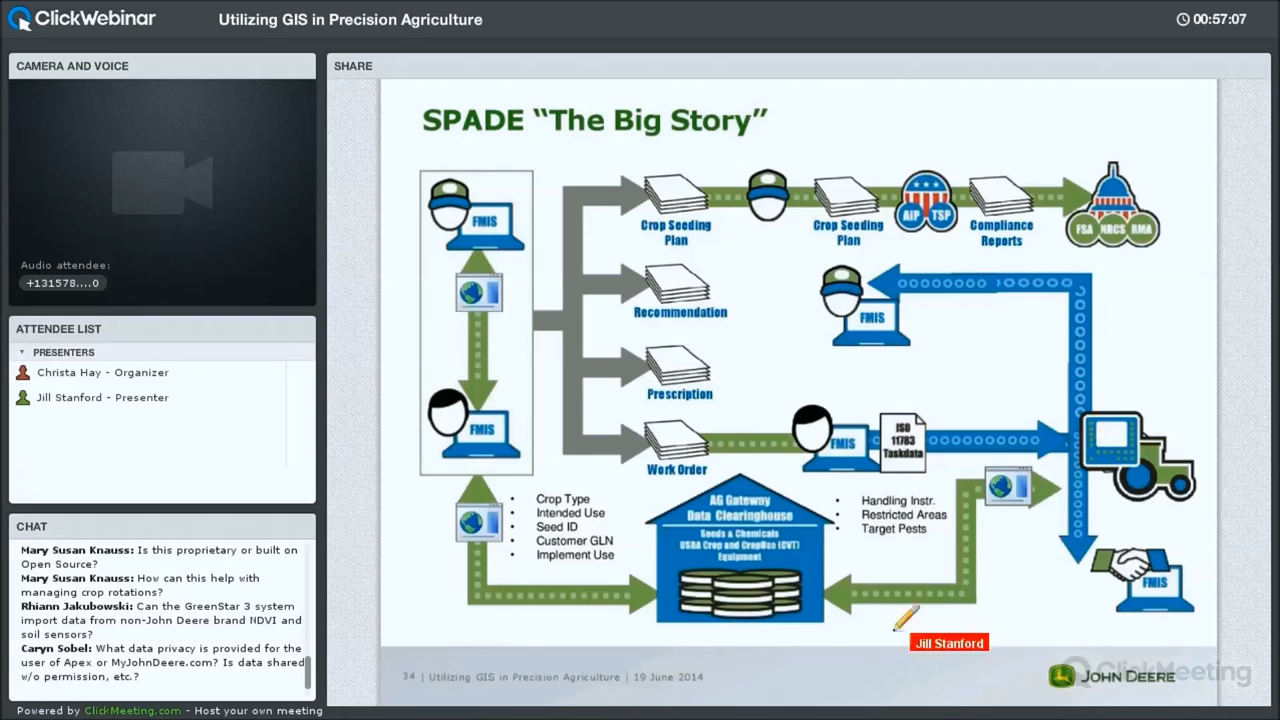 ClickWebinar
Utilizing GIS in Precision Agriculture
00:57:07
CAMERA AND VOICE
Audio attendee:
+131578....0
ATTENDEE LIST
PRESENTERS
Christa Hay - Organizer
Jill Stanford - Presenter
CHAT
Mary Susan Knauss: Is this proprietary or built on
Open Source?
Mary Susan Knauss: How can this help with
managing crop rotations?
Rhiann Jakubowski: Can the GreenStar 3 system
import data from non-John Deere brand NDVI and
soil sensors?
Caryn Sobel: What data privacy is provided for the
user of Apex or MyJohnDeere.com? Is data shared
w/o permission, etc.?
Powered by ClickMeeting.com - Host your own meeting
SHARE
SPADE “The Big Story”
FMIS
FMIS
Crop Seeding
Plan
Crop Seeding
Plan
AIP
TSP
Compliance
Reports
FSA
NRCS
RMA
Recommendation
FMIS
Prescription
Work Order
FMIS
ISO
11783
Taskdata
• Crop Type
• Intended Use
• Seed ID
• Customer GLN
• Implement Use
AG Gateway
Data Clearinghouse
Seeds & Chemicals
USDA Crop and CropUse (CVT)
Equipment
• Handling Instr.
• Restricted Areas
• Target Pests
FMIS
Jill Stanford
34 | Utilizing GIS in Precision Agriculture | 19 June 2014
JOHN DEERE
ClickMeeting